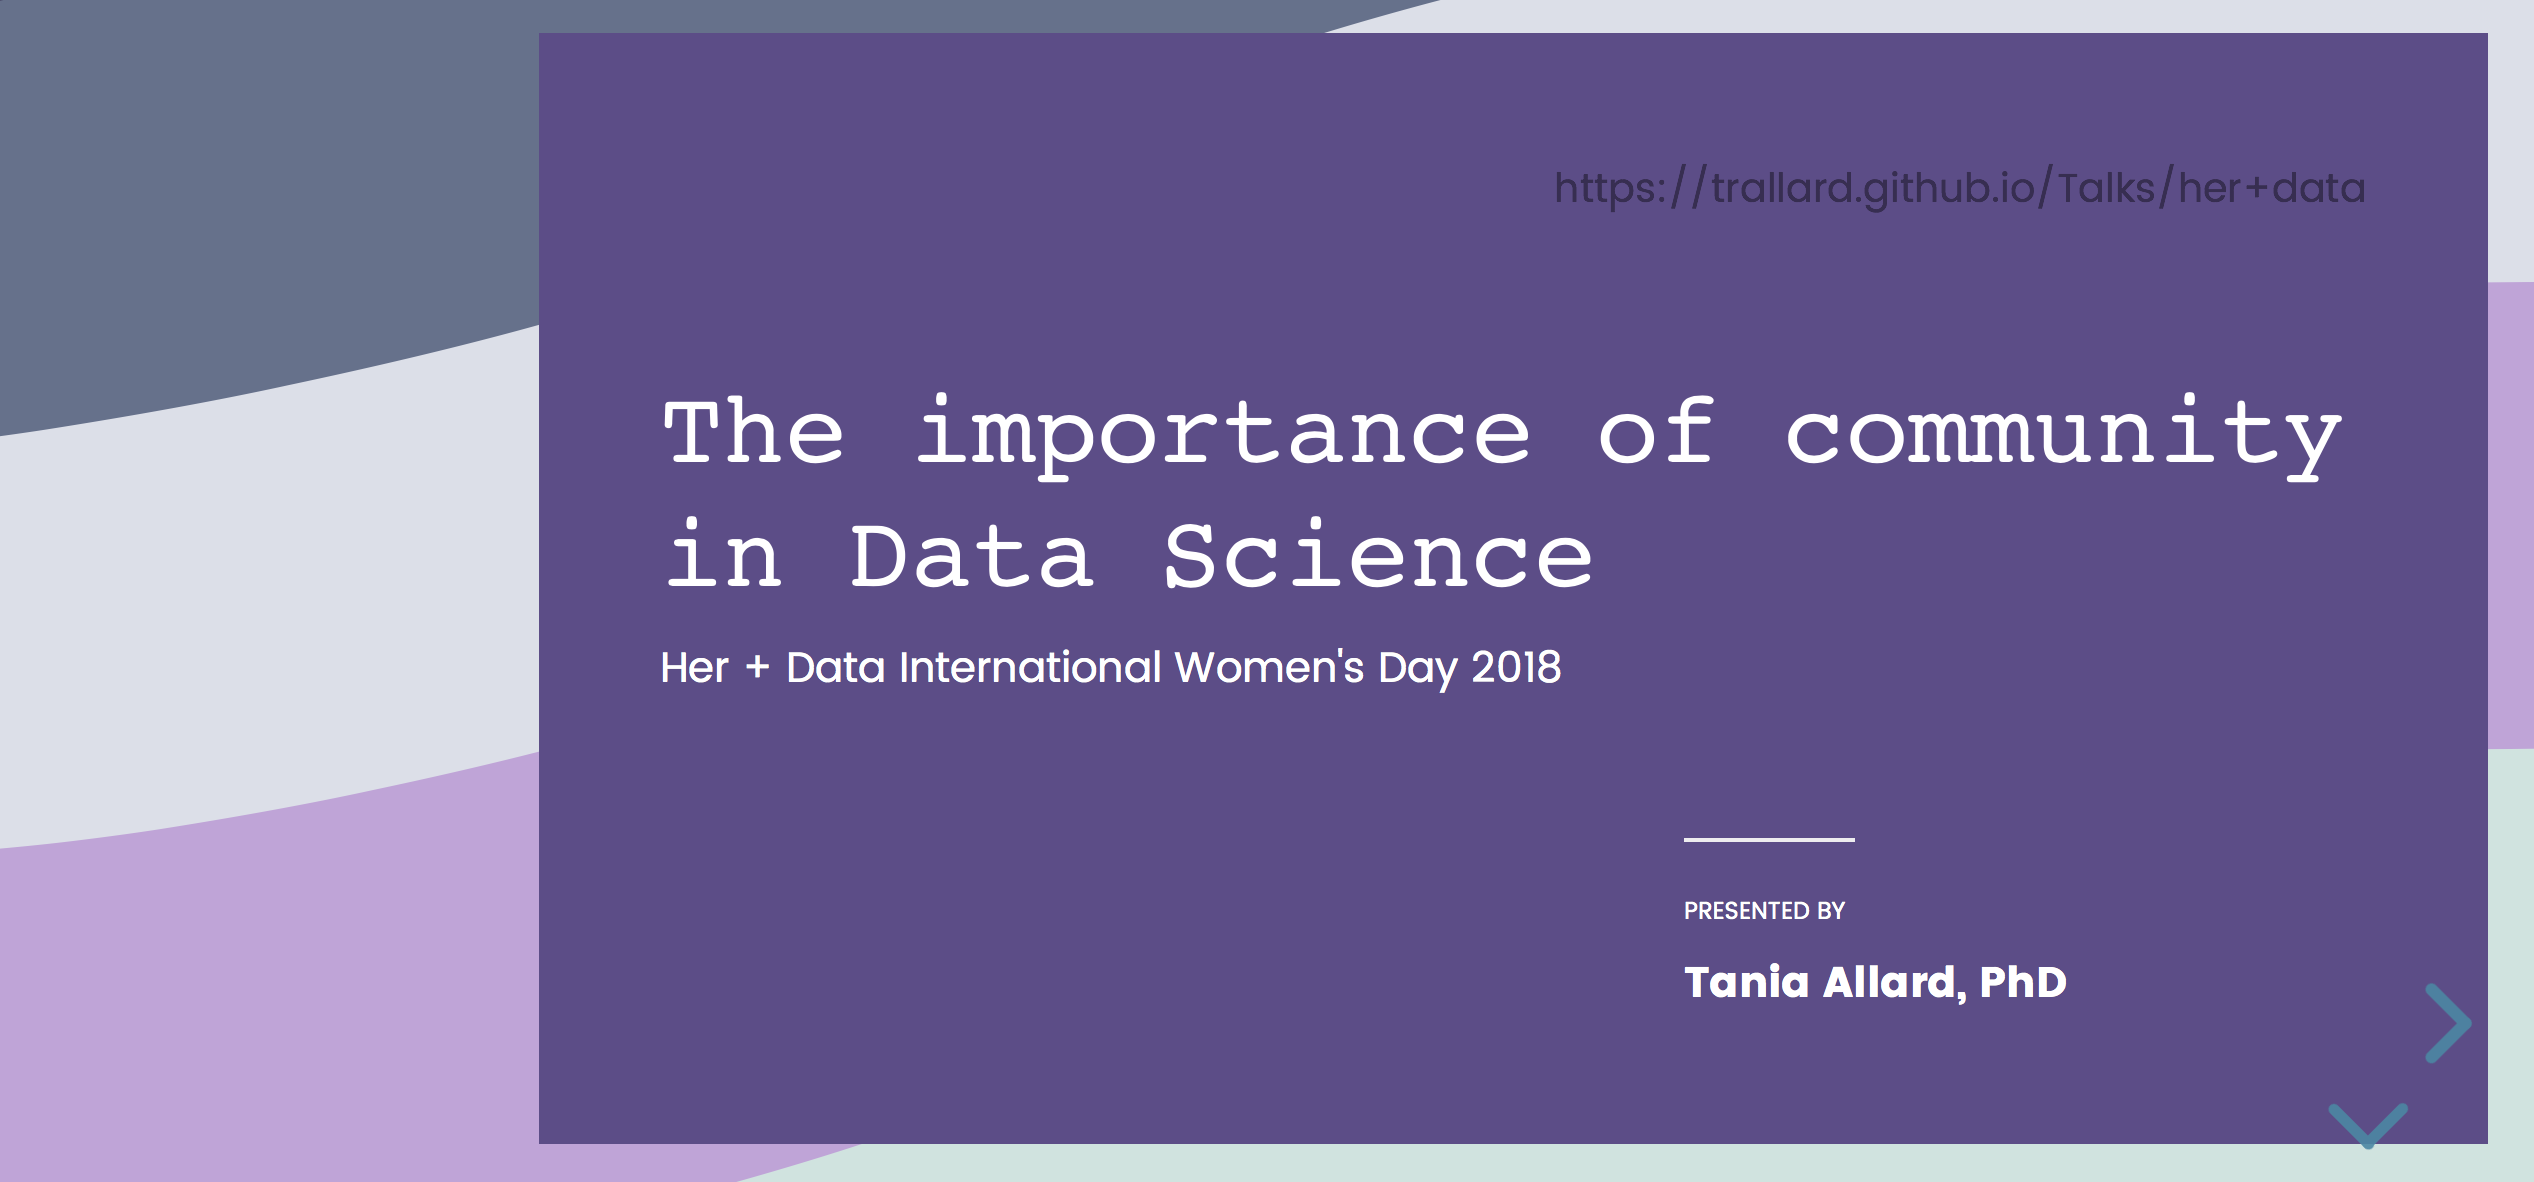 https://trallard.github.io/Talks/her+data
The importance of community
in Data Science
Her + Data International Women's Day 2018
PRESENTED BY
Tania Allard, PhD